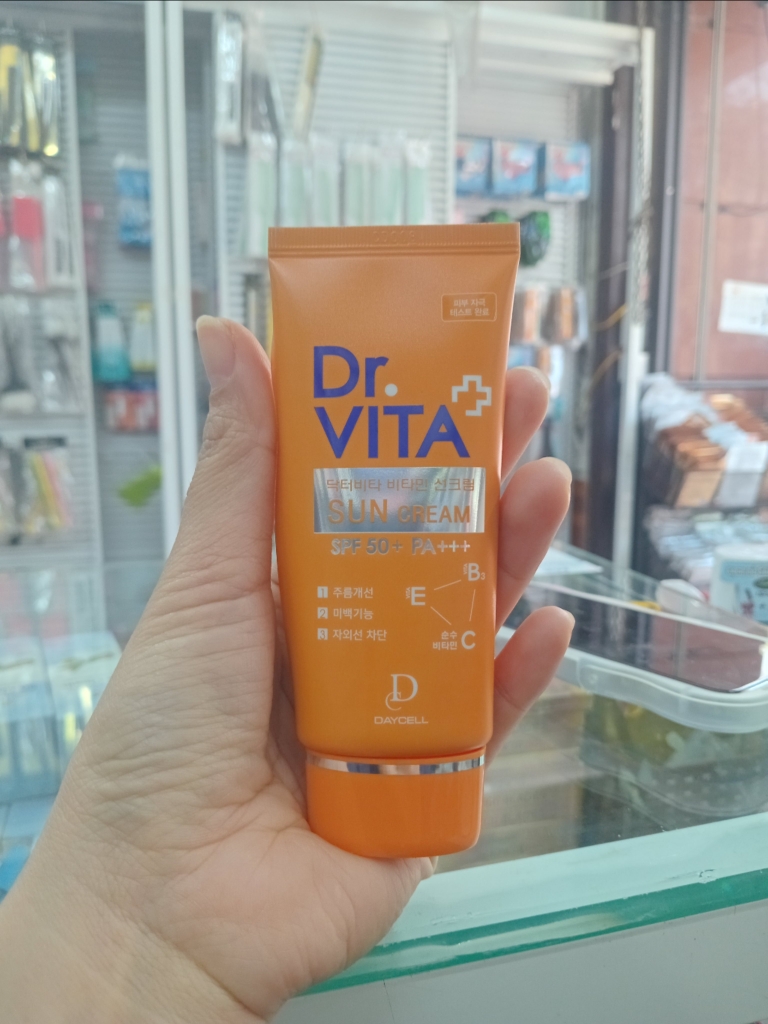 피부 자극
테스트 완료
Dr.
VITA
닥터비타 비타민 선크림
SUN CREAM
SPF 50+ PA+++
1 주름개선
2 미백기능
3 자외선 차단
B3
E
순수
비타민 C
DC
DAYCELL